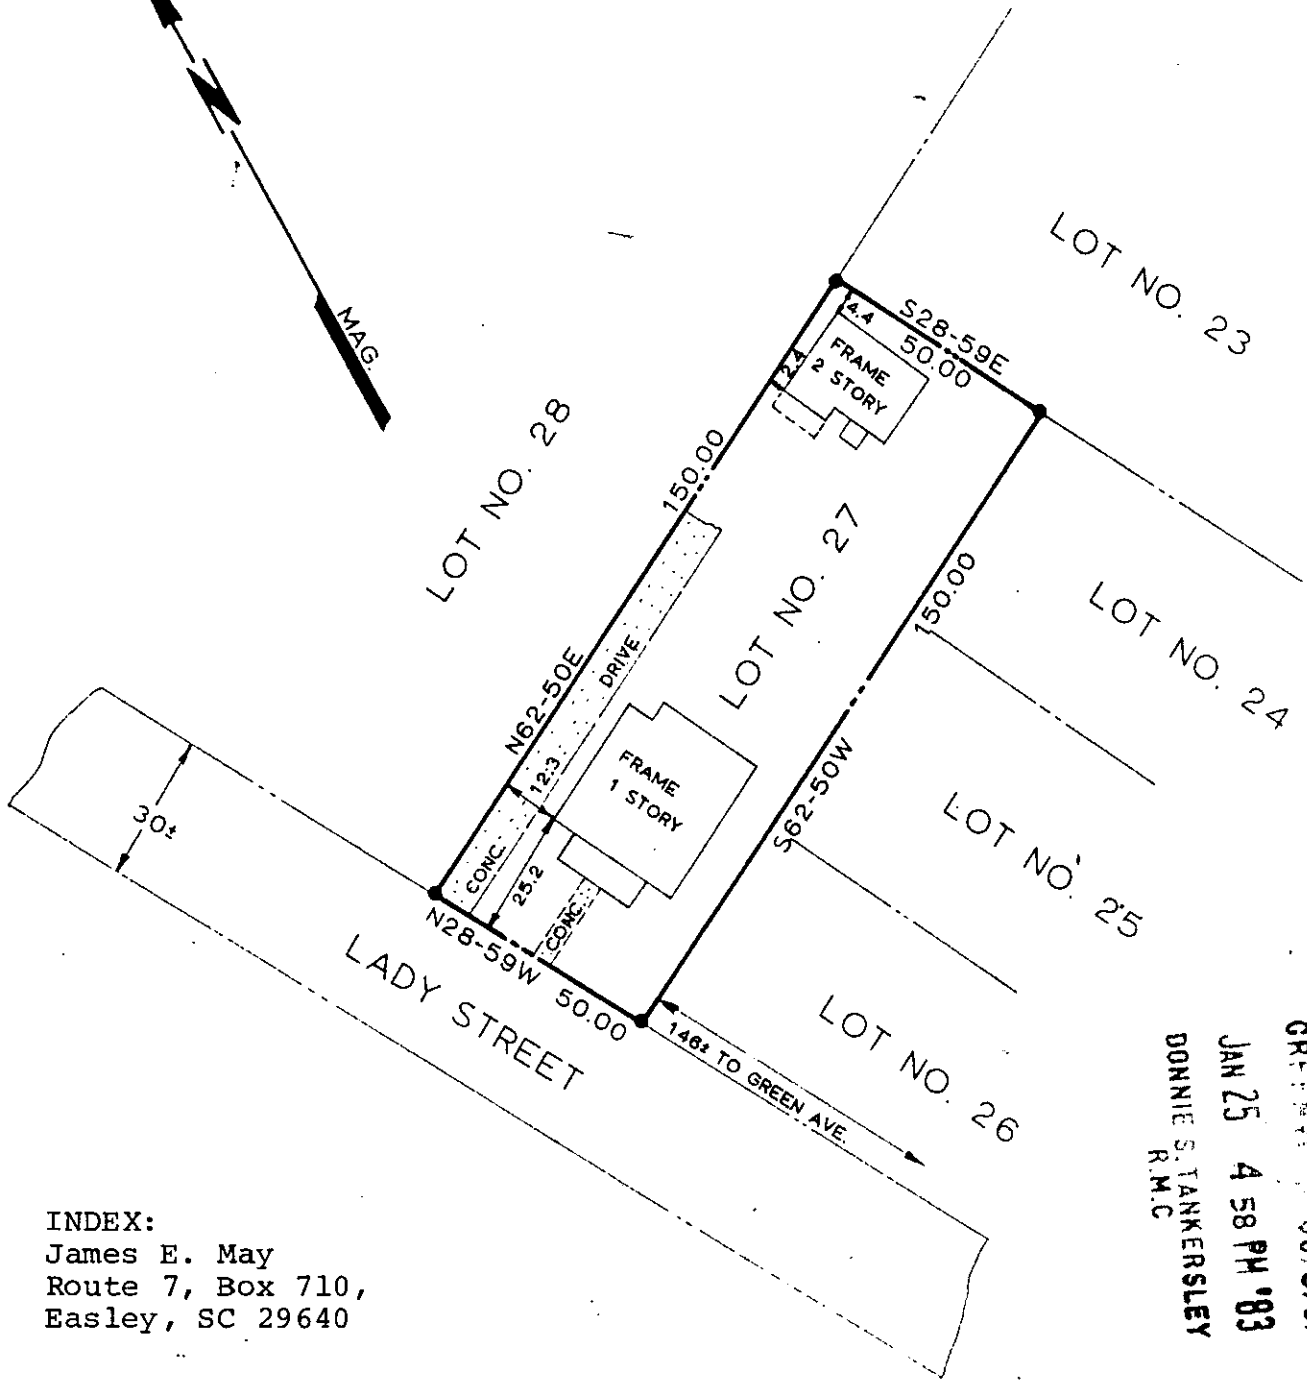 N
MAG.
LOT NO. 23
S28-59E
50.00
4.4
2.4
FRAME
2 STORY
LOT NO. 28
150.00
LOT NO. 27
150.00
LOT NO. 24
N62-50E
DRIVE
12.3
FRAME
1 STORY
S62-50W
LOT NO. 25
30±
CONC.
25.2
CONC.
N28-59W
50.00
LADY STREET
146± TO GREEN AVE.
LOT NO. 26
JAN 25 4 58 PM '83
DONNIE S. TANKERSLEY
R.M.C
INDEX:
James E. May
Route 7, Box 710,
Easley, SC 29640